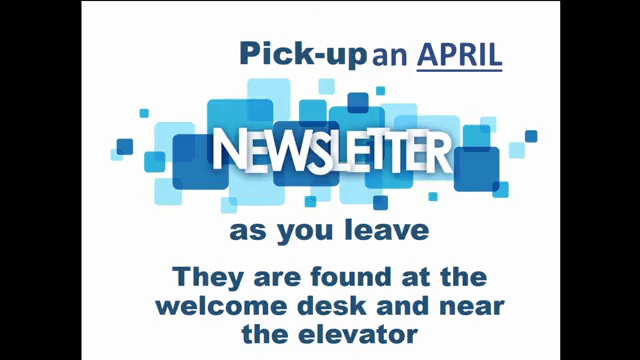 Pick-up an APRIL
NEWSLETTER
as you leave
They are found at the
welcome desk and near
the elevator